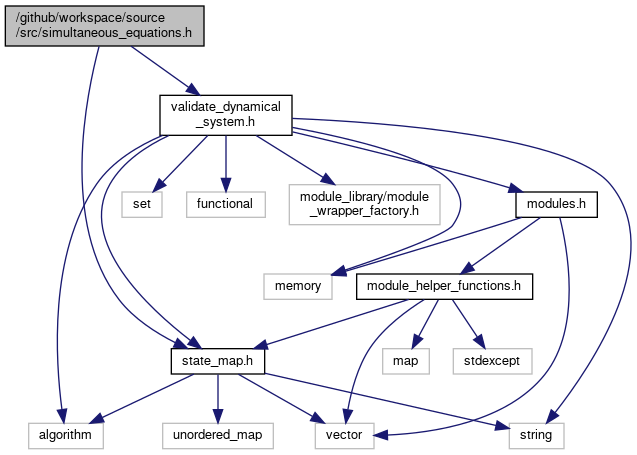 /github/workspace/source
/src/simultaneous_equations.h
validate_dynamical
_system.h
set
functional
module_library/module
_wrapper_factory.h
modules.h
memory
module_helper_functions.h
state_map.h
map
stdexcept
algorithm
unordered_map
vector
string